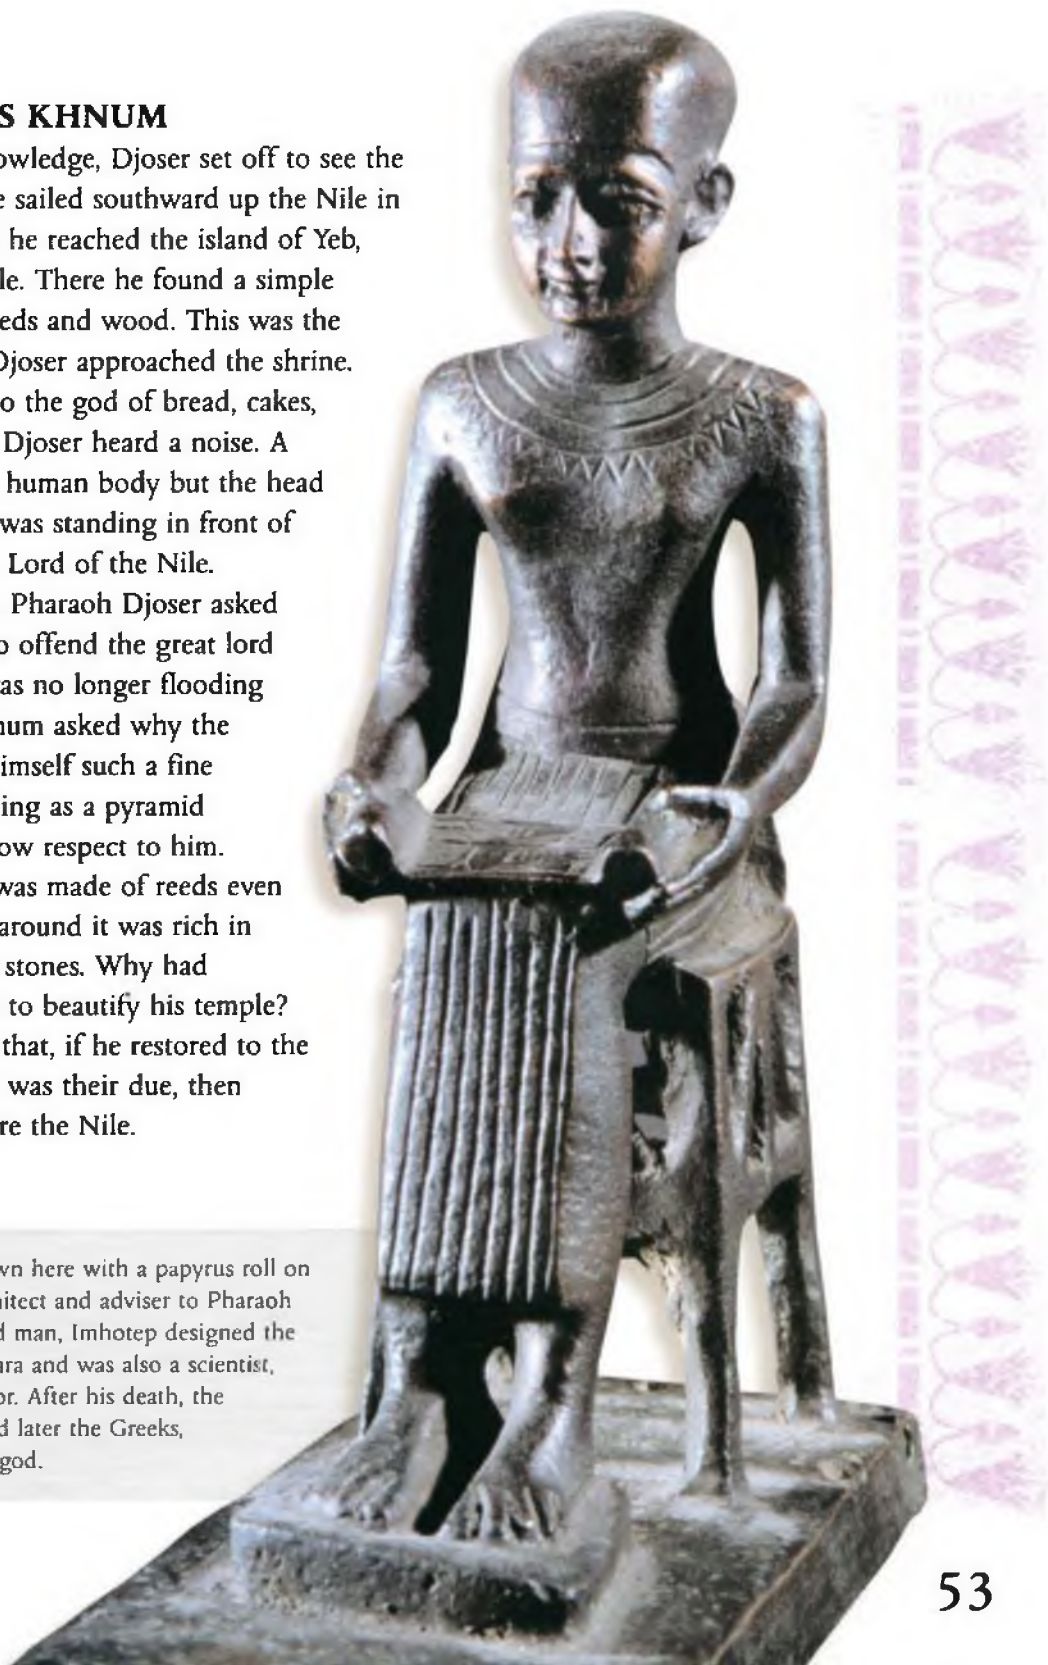 S KHNUM
owledge, Djoser set off to see the
e sailed southward up the Nile in
he reached the island of Yeb,
le. There he found a simple
eds and wood. This was the
Djoser approached the shrine.
o the god of bread, cakes,
Djoser heard a noise. A
human body but the head
was standing in front of
Lord of the Nile.
Pharaoh Djoser asked
o offend the great lord
as no longer flooding
num asked why the
imself such a fine
ing as a pyramid
ow respect to him.
was made of reeds even
around it was rich in
stones. Why had
to beautify his temple?
that, if he restored to the
was their due, then
re the Nile.
wn here with a papyrus roll on
hitect and adviser to Pharaoh
d man, Imhotep designed the
ara and was also a scientist,
or. After his death, the
d later the Greeks,
god.
53